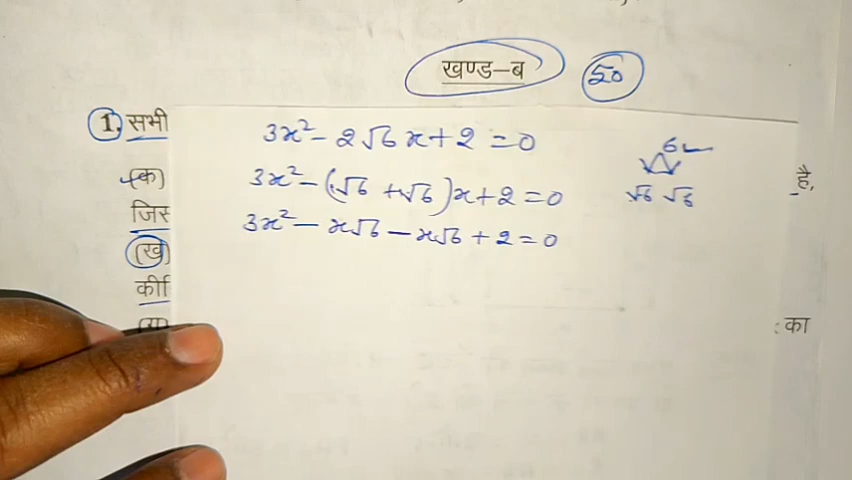 खण्ड-ब 50
1. सभी
3x² - 2√6x + 2 = 0
6
(क)
3x² - (√6 + √6)x + 2 = 0
√6 √6
है,
जिस
3x² - x√6 - x√6 + 2 = 0
(ख)
: का